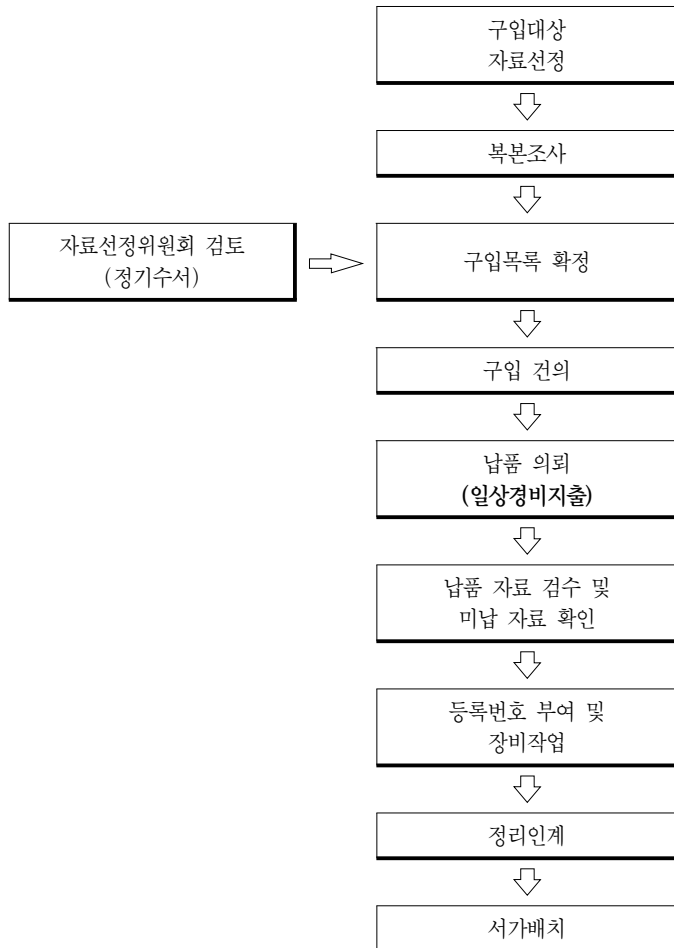 구입대상
자료선정
복본조사
자료선정위원회 검토
(정기수서)
구입목록 확정
구입 건의
납품 의뢰
(일상경비지출)
납품 자료 검수 및
미납 자료 확인
등록번호 부여 및
장비작업
정리인계
서가배치